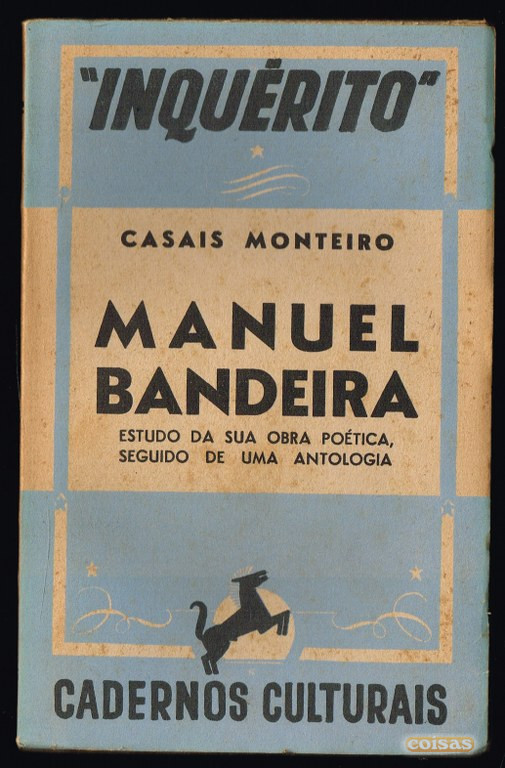 "INQUÉRITO"
CASAIS MONTEIRO
MANUEL
BANDEIRA
ESTUDO DA SUA OBRA POÉTICA,
SEGUIDO DE UMA ANTOLOGIA
CADERNOS CULTURAIS
coisas